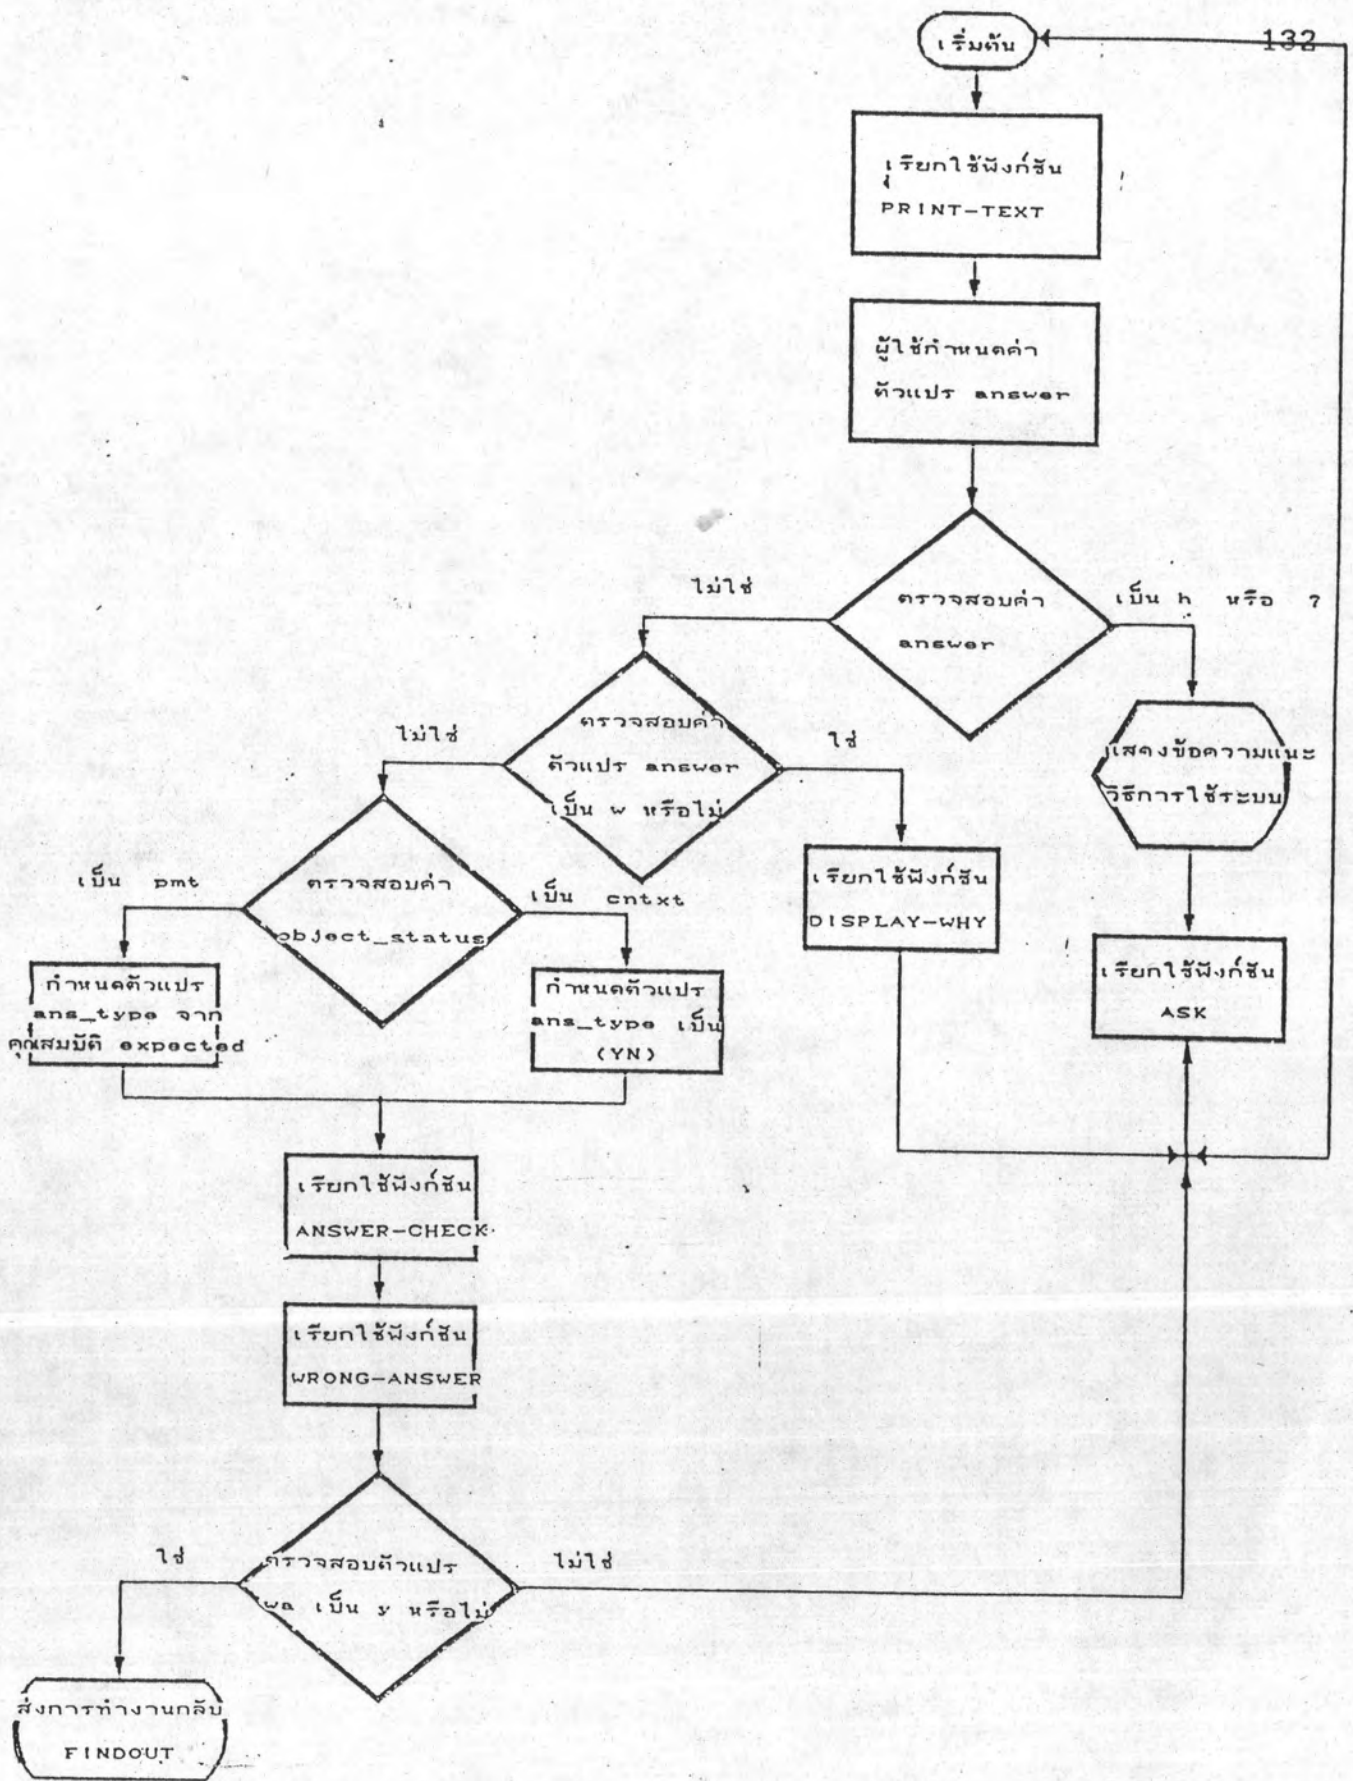 132
เริ่มต้น
เรียกใช้ฟังก์ชัน
PRINT-TEXT
ผู้ใช้กำหนดค่า
ตัวแปร answer
ตรวจสอบค่า
answer
ไม่ใช่
เป็น h หรือ ?
ตรวจสอบค่า
ตัวแปร answer
เป็น w หรือไม่
ไม่ใช่
ใช่
แสดงข้อความแนะ
วิธีการใช้ระบบ
ตรวจสอบค่า
object_status
เป็น pmt
เป็น cntxt
เรียกใช้ฟังก์ชัน
DISPLAY-WHY
เรียกใช้ฟังก์ชัน
ASK
กำหนดตัวแปร
ans_type จาก
คุณสมบัติ expected
กำหนดตัวแปร
ans_type เป็น
(YN)
เรียกใช้ฟังก์ชัน
ANSWER-CHECK
เรียกใช้ฟังก์ชัน
WRONG-ANSWER
ตรวจสอบตัวแปร
wa เป็น y หรือไม่
ใช่
ไม่ใช่
ส่งการทำงานกลับ
FINDOUT